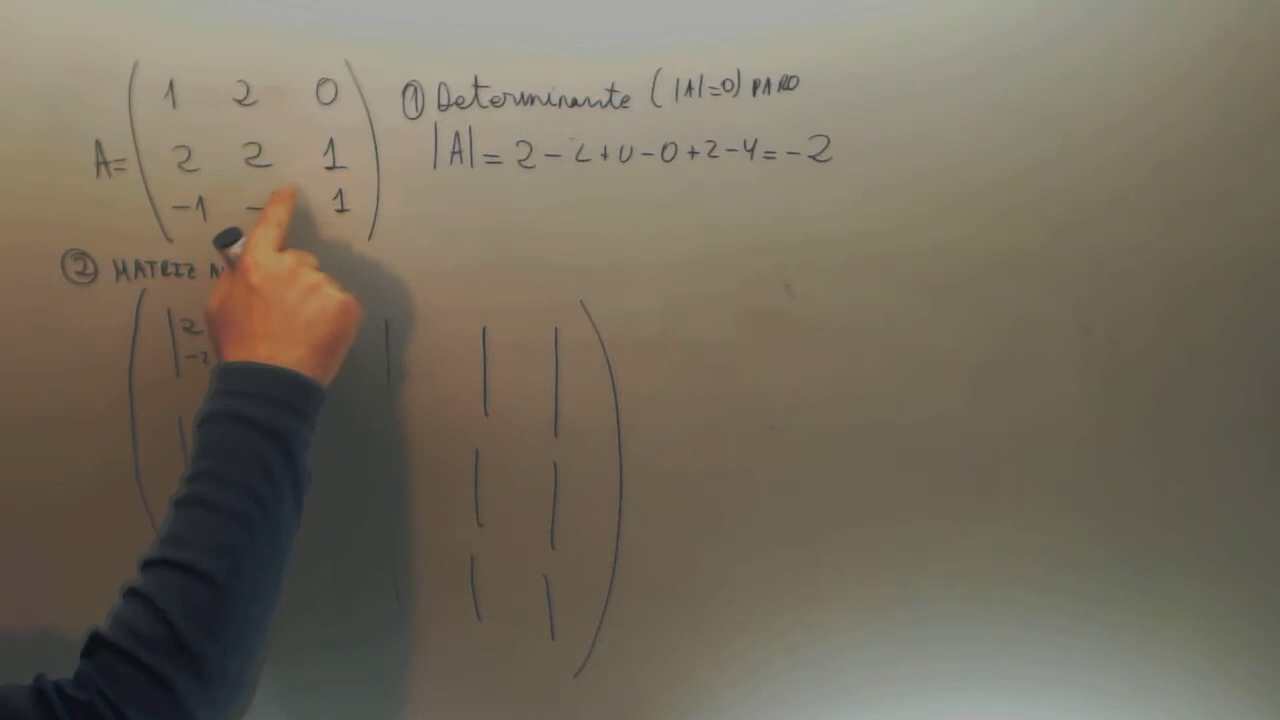 1 2 0
A= 2 2 1
-1 - 1
① Determinante (|A|=0) PARO
|A| = 2 - 2 + 0 - 0 + 2 - 4 = -2
② MATRIZ
2
-2